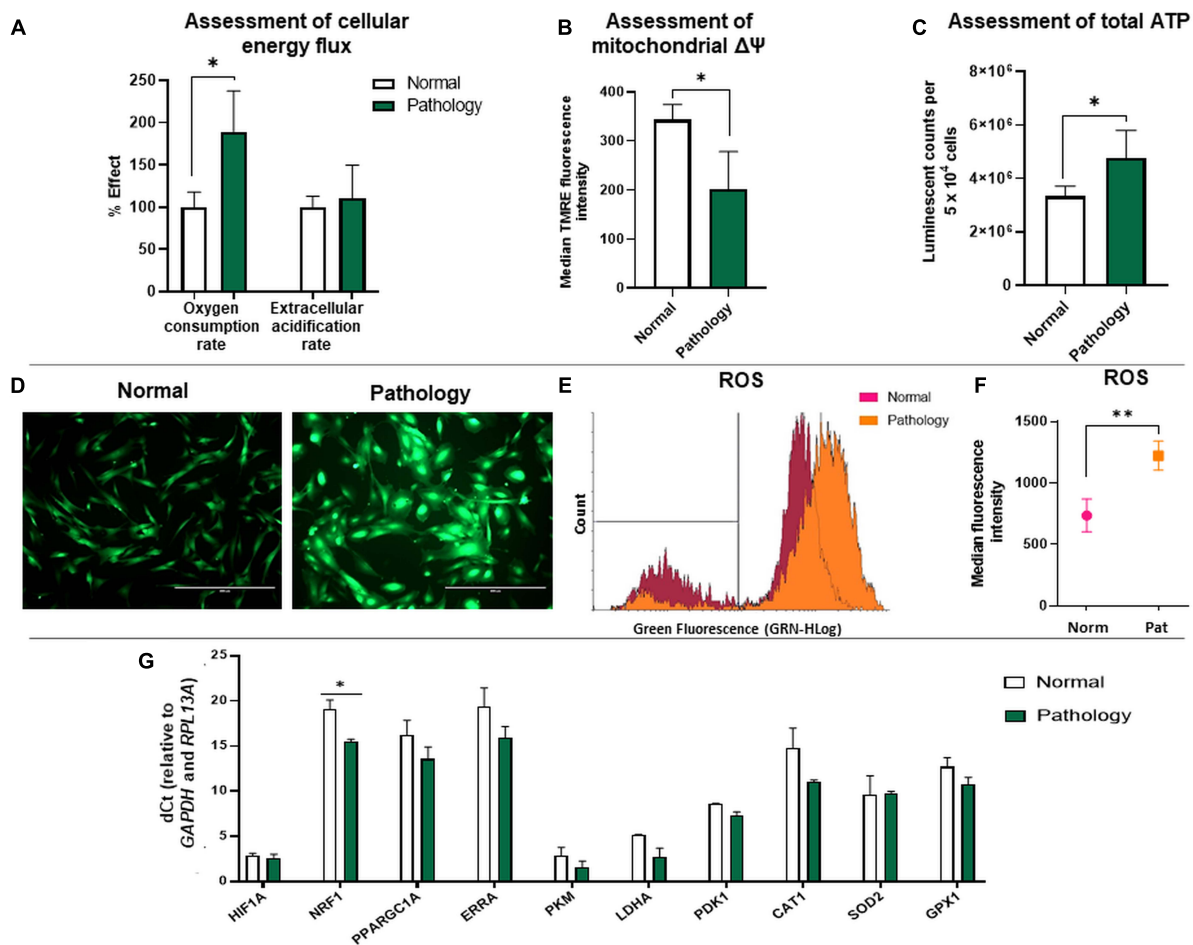 A
Assessment of cellular
energy flux
250
200
150
100
50
0
% Effect
*
Normal
Pathology
Oxygen
consumption
rate
Extracellular
acidification
rate
B
Assessment of
mitochondrial ΔΨ
400
300
200
100
0
Median TMRE fluorescence
intensity
*
Normal
Pathology
C
Assessment of total ATP
8×10⁶
6×10⁶
4×10⁶
2×10⁶
0
Luminescent counts per
5 x 10⁴ cells
*
Normal
Pathology
D
Normal
Pathology
E
ROS
Normal
Pathology
Count
Green Fluorescence (GRN-HLog)
F
ROS
1500
1000
500
0
Median fluorescence
intensity
**
Norm
Pat
G
25
20
15
10
5
0
dCt (relative to
GAPDH and RPL13A)
*
Normal
Pathology
HIF1A
NRF1
PPARGC1A
ERRA
PKM
LDHA
PDK1
CAT1
SOD2
GPX1